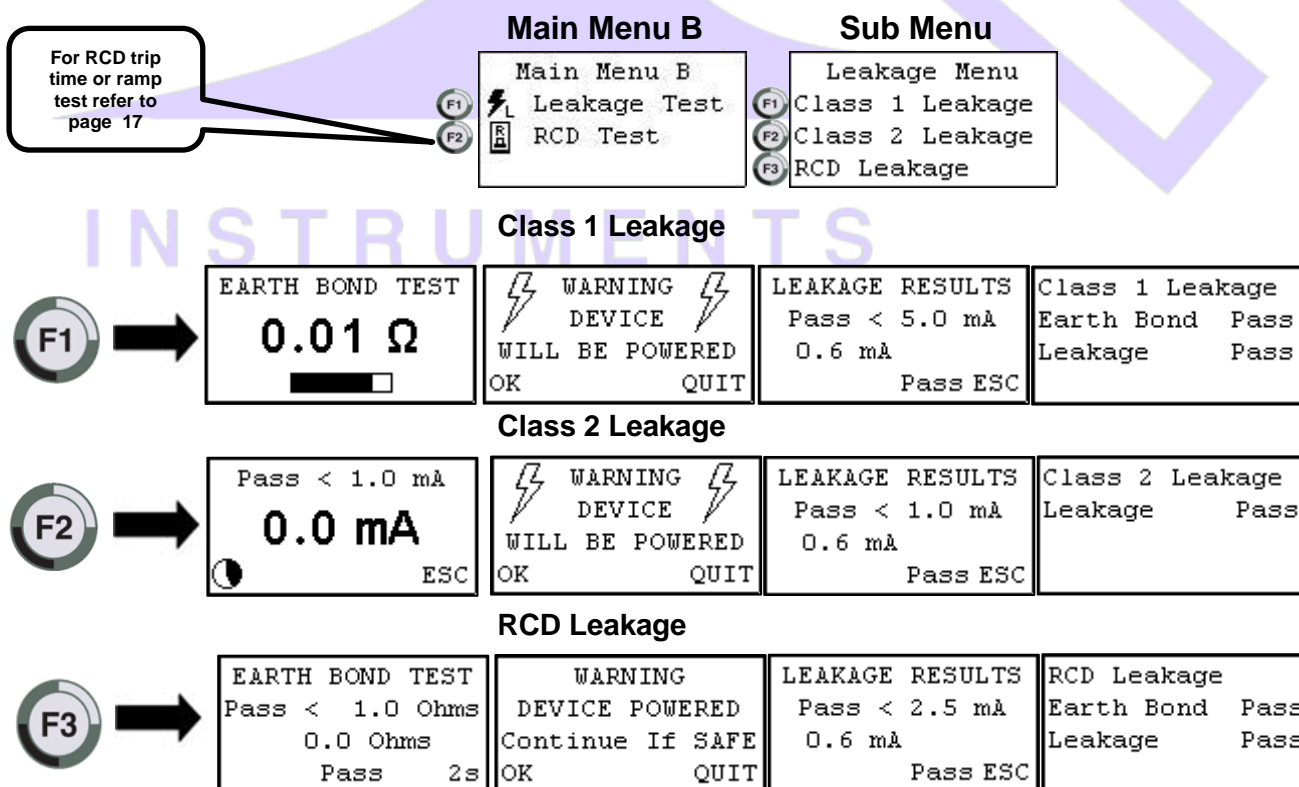 Main Menu B
Sub Menu
For RCD trip
time or ramp
test refer to
page 17
Main Menu B
F1 L Leakage Test
F2 RCD RCD Test
Leakage Menu
F1 Class 1 Leakage
F2 Class 2 Leakage
F3 RCD Leakage
INSTRUMENTS
Class 1 Leakage
F1
EARTH BOND TEST
0.01 Ω
WARNING
DEVICE
WILL BE POWERED
OK QUIT
LEAKAGE RESULTS
Pass < 5.0 mA
0.6 mA
Pass ESC
Class 1 Leakage
Earth Bond Pass
Leakage Pass
Class 2 Leakage
F2
Pass < 1.0 mA
0.0 mA
ESC
WARNING
DEVICE
WILL BE POWERED
OK QUIT
LEAKAGE RESULTS
Pass < 1.0 mA
0.6 mA
Pass ESC
Class 2 Leakage
Leakage Pass
RCD Leakage
F3
EARTH BOND TEST
Pass < 1.0 Ohms
0.0 Ohms
Pass 2s
WARNING
DEVICE POWERED
Continue If SAFE
OK QUIT
LEAKAGE RESULTS
Pass < 2.5 mA
0.6 mA
Pass ESC
RCD Leakage
Earth Bond Pass
Leakage Pass